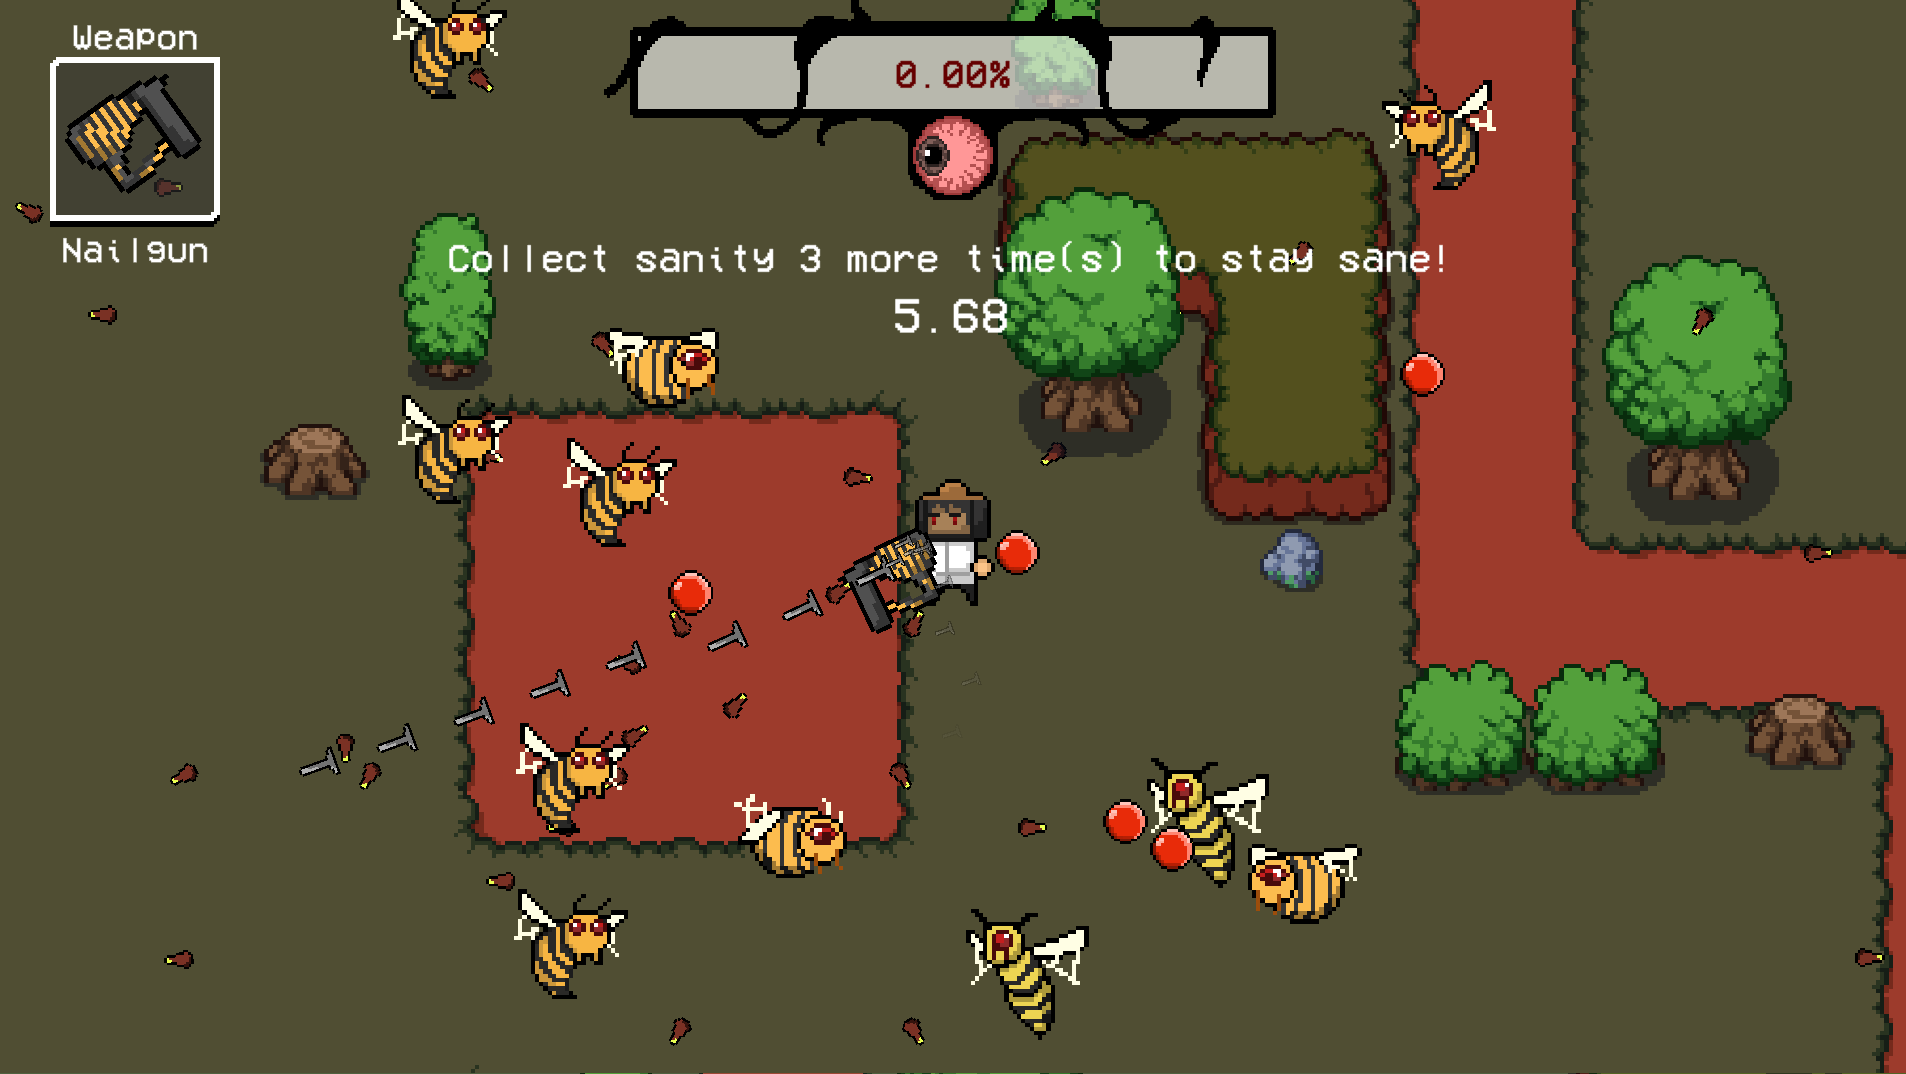 Weapon
Nailgun
0.00%
Collect sanity 3 more time(s) to stay sane!
5.68